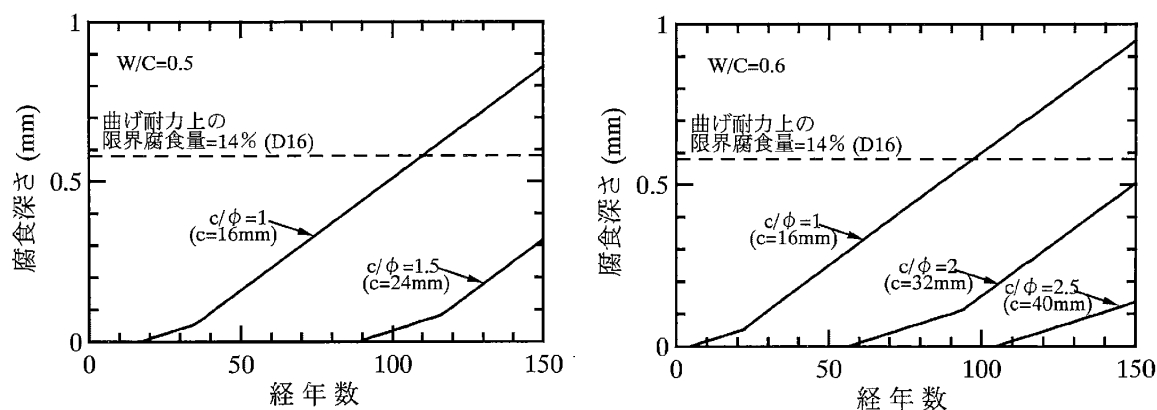 1
W/C=0.5
曲げ耐力上の
限界腐食量=14% (D16)
0.5
c/φ=1
(c=16mm)
c/φ=1.5
(c=24mm)
0
0
50
100
150
腐食深さ (mm)
経年数
1
W/C=0.6
曲げ耐力上の
限界腐食量=14% (D16)
0.5
c/φ=1
(c=16mm)
c/φ=2
(c=32mm)
c/φ=2.5
(c=40mm)
0
0
50
100
150
腐食深さ (mm)
経年数